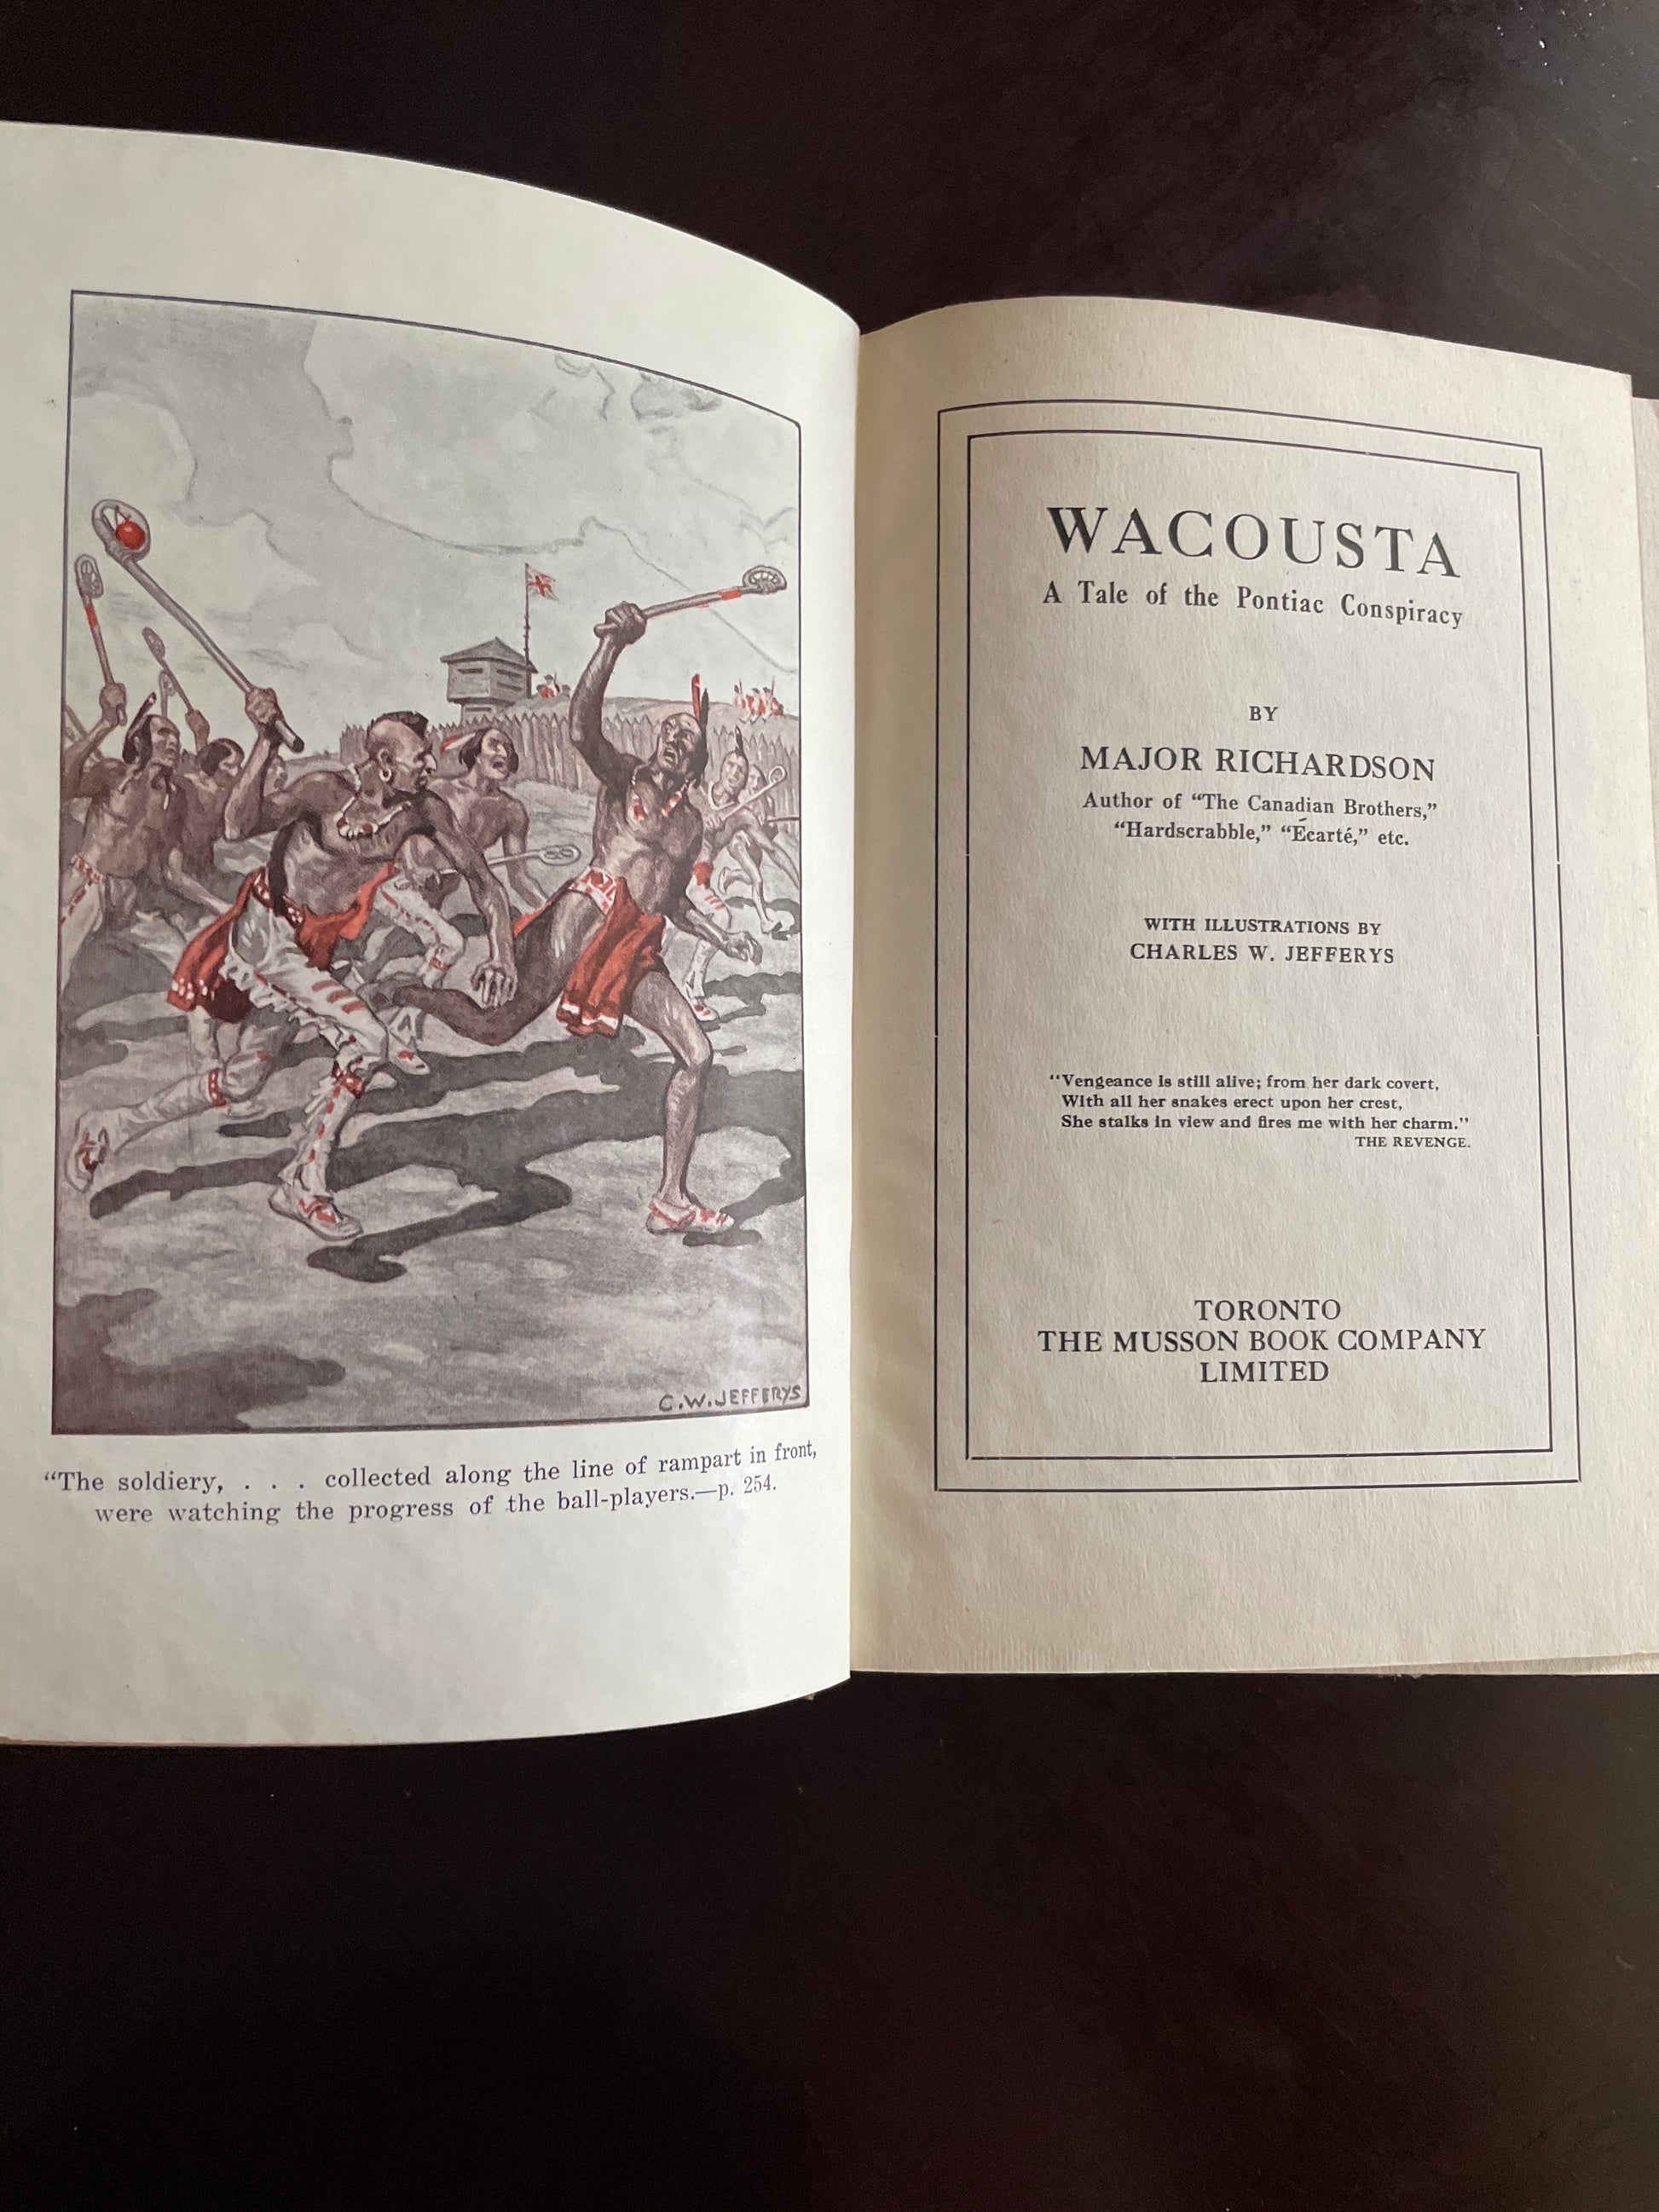 C.W. JEFFERYS
“The soldiery, . . . collected along the line of rampart in front,
were watching the progress of the ball-players.—p. 254.
WACOUSTA
A Tale of the Pontiac Conspiracy
BY
MAJOR RICHARDSON
Author of “The Canadian Brothers,”
“Hardscrabble,” “Écarté,” etc.
WITH ILLUSTRATIONS BY
CHARLES W. JEFFERYS
“Vengeance is still alive; from her dark covert,
With all her snakes erect upon her crest,
She stalks in view and fires me with her charm.”
THE REVENGE.
TORONTO
THE MUSSON BOOK COMPANY
LIMITED